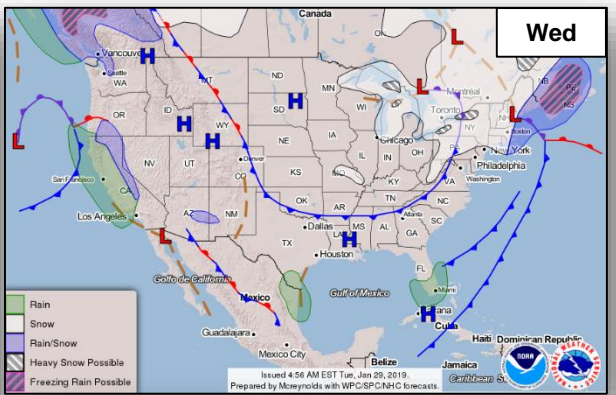 Wed
Canada
ON
Vancouver
Seattle
WA
MT
ND
MN
OR
ID
SD
WI
Montréal
Toronto
NB
PE
NS
NH
NY
Boston
WY
IA
Chicago
New York
Philadelphia
NV
UT
NE
IL
IN
OH
Washington
San Francisco
Denver
CO
KS
MO
KY
VA
CA
Los Angeles
AZ
NM
OK
AR
TN
NC
SC
Atlanta
Dallas
MS
AL
GA
LA
TX
Houston
FL
Miami
Golfo de California
Mexico
Gulf of Mexico
Havana
Cuba
Guadalajara
Mexico City
Haiti Dominican Republic
Belize
Jamaica
Caribbean
H
H
H
H
H
H
L
L
L
L
L
Rain
Snow
Rain/Snow
Heavy Snow Possible
Freezing Rain Possible
Issued 4:56 AM EST Tue, Jan 29, 2019.
Prepared by Mcreynolds with WPC/SPC/NHC forecasts.
NOAA